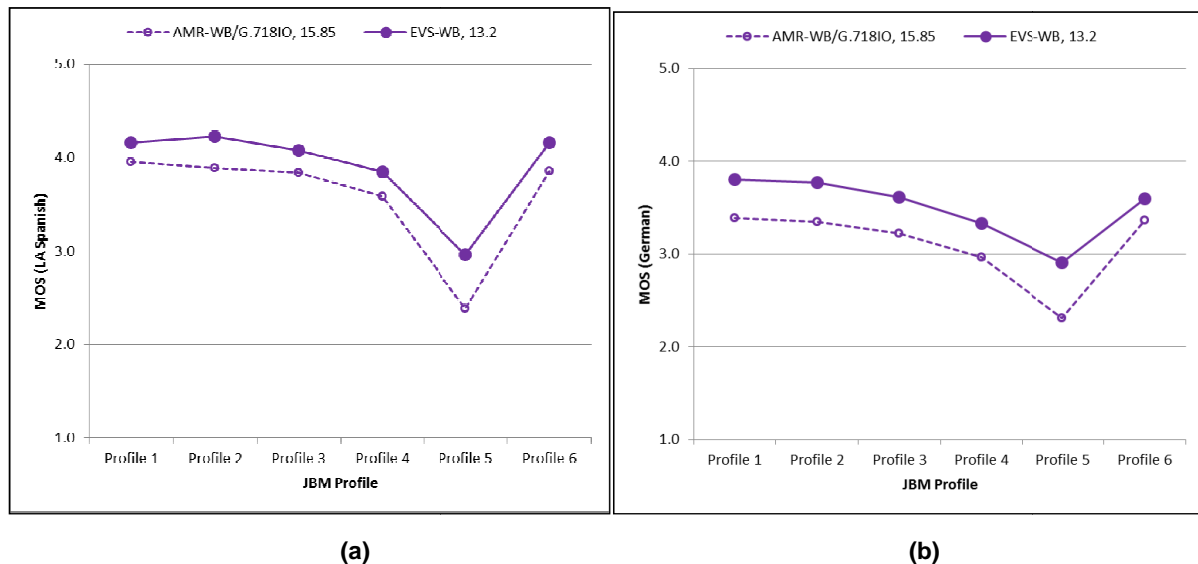 AMR-WB/G.718IO, 15.85 EVS-WB, 13.2
5.0
4.0
3.0
2.0
1.0
MOS (LA Spanish)
Profile 1 Profile 2 Profile 3 Profile 4 Profile 5 Profile 6
JBM Profile
(a)
AMR-WB/G.718IO, 15.85 EVS-WB, 13.2
5.0
4.0
3.0
2.0
1.0
MOS (German)
Profile 1 Profile 2 Profile 3 Profile 4 Profile 5 Profile 6
JBM Profile
(b)